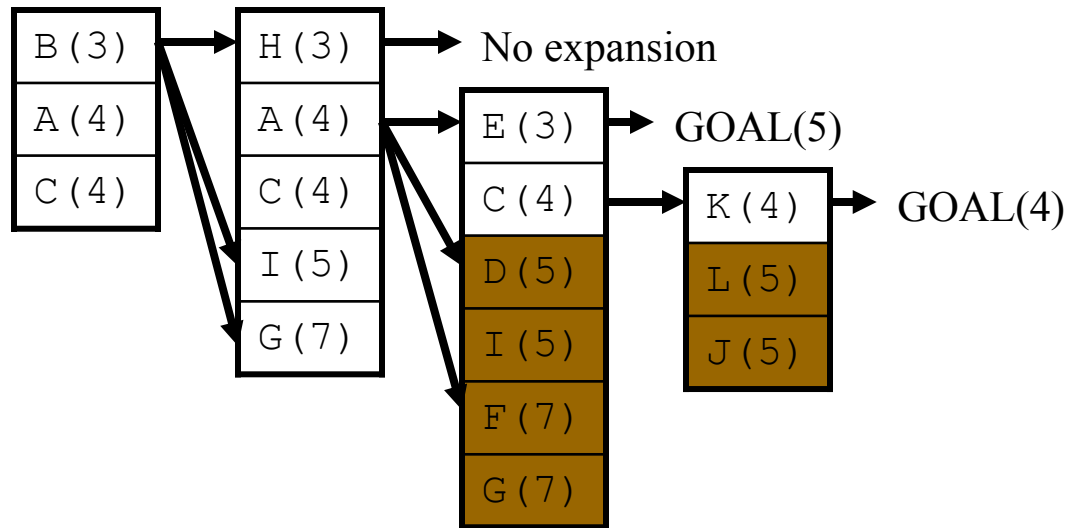 B(3)
A(4)
C(4)
H(3)
A(4)
C(4)
I(5)
G(7)
No expansion
E(3)
C(4)
D(5)
I(5)
F(7)
G(7)
GOAL(5)
K(4)
L(5)
J(5)
GOAL(4)